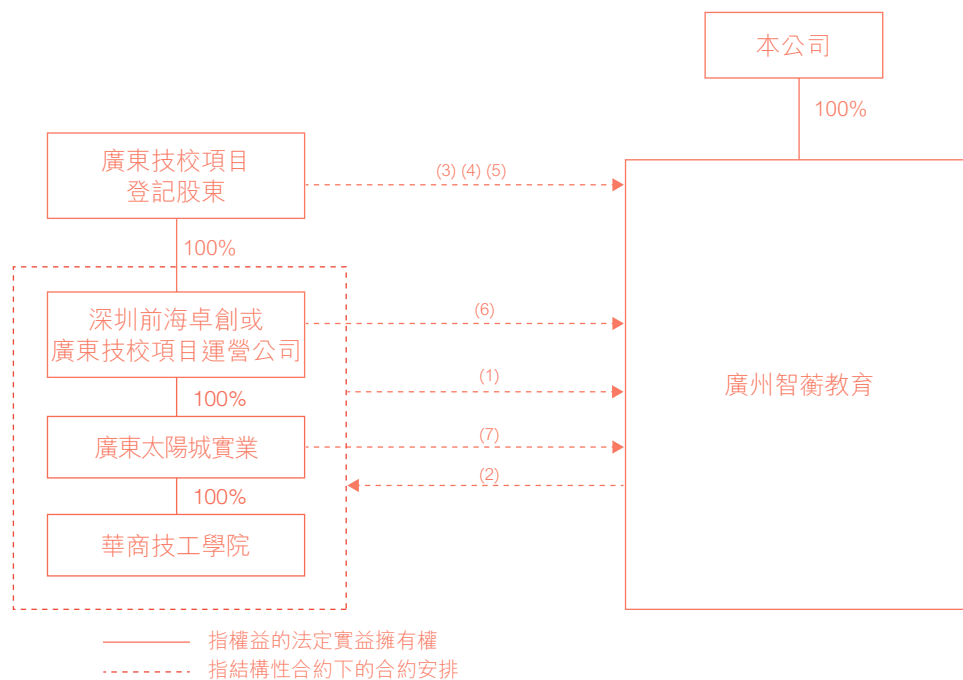 本公司
100%
廣東技校項目
登記股東
(3) (4) (5)
100%
深圳前海卓創或
廣東技校項目運營公司
(6)
(1)
廣州智蘅教育
100%
廣東太陽城實業
(7)
(2)
100%
華商技工學院
指權益的法定實益擁有權
指結構性合約下的合約安排